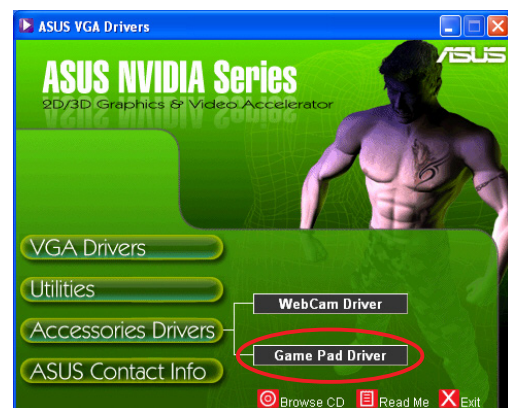 ASUS VGA Drivers
ASUS
ASUS NVIDIA Series
2D/3D Graphics & Video Accelerator
VGA Drivers
Utilities
WebCam Driver
Accessories Drivers
Game Pad Driver
ASUS Contact Info
Browse CD Read Me Exit